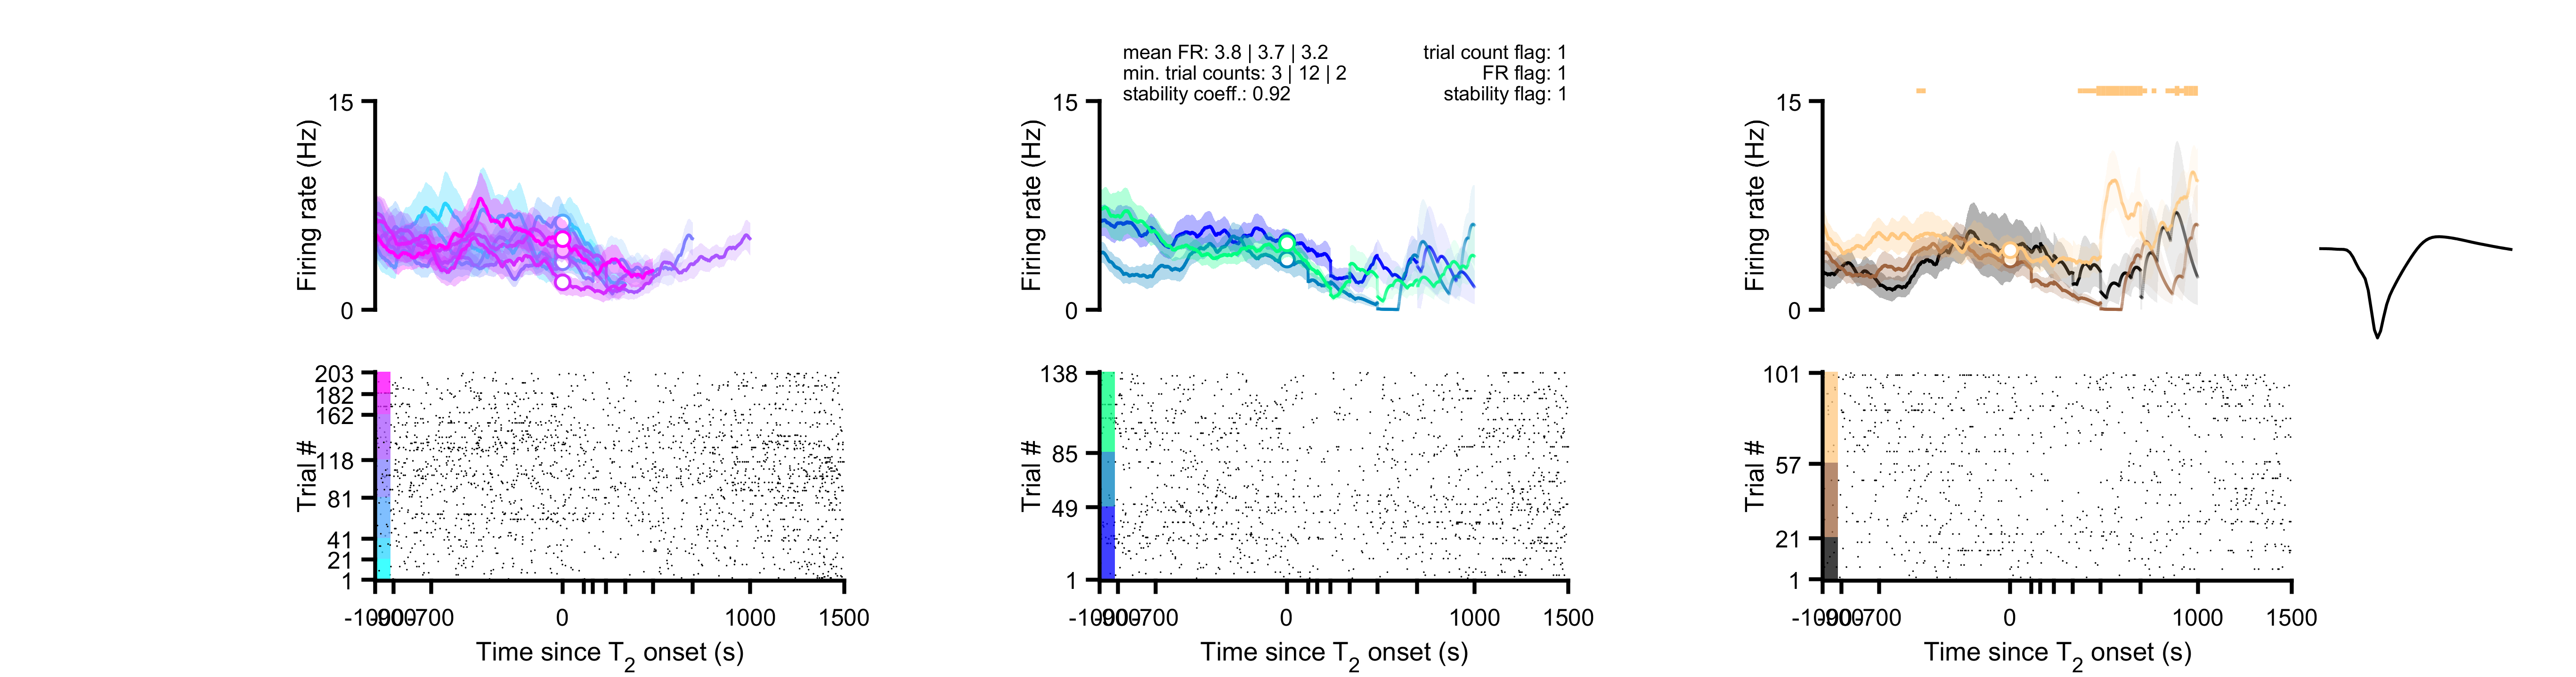 mean FR: 3.8 | 3.7 | 3.2
min. trial counts: 3 | 12 | 2
stability coeff.: 0.92
trial count flag: 1
FR flag: 1
stability flag: 1
15
Firing rate (Hz)
0
15
Firing rate (Hz)
0
15
Firing rate (Hz)
0
203
182
162
118
81
41
21
1
Trial #
-1000
-900
-700
0
1000
1500
Time since T2 onset (s)
138
85
49
1
Trial #
-1000
-900
-700
0
1000
1500
Time since T2 onset (s)
101
57
21
1
Trial #
-1000
-900
-700
0
1000
1500
Time since T2 onset (s)